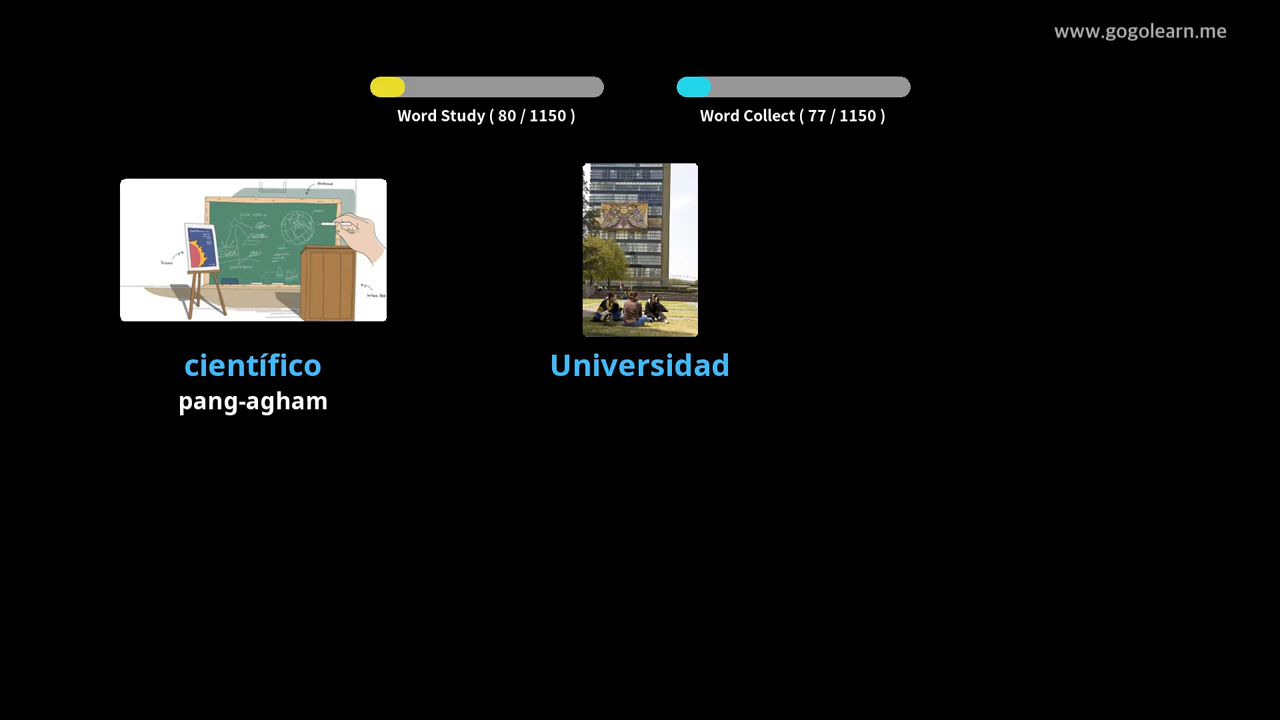 www.gogolearn.me
Word Study ( 80 / 1150 )
Word Collect ( 77 / 1150 )
científico
pang-agham
Universidad